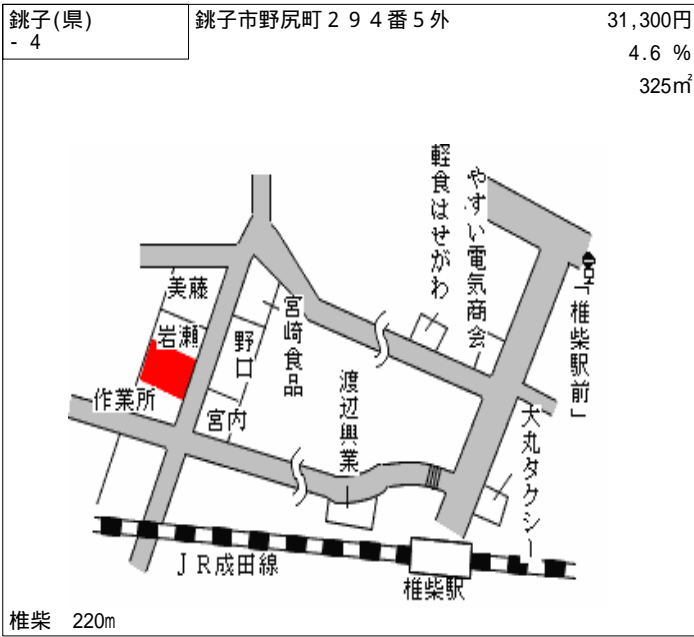 銚子(県)
- 4
銚子市野尻町２９４番５外
31,300円
4.6 %
325㎡
軽食はせがわ
やすい電気商会
「椎柴駅前」
美藤
岩瀬
宮崎食品
野口
作業所
宮内
渡辺興業
大丸タクシー
ＪＲ成田線
椎柴駅
椎柴 220m